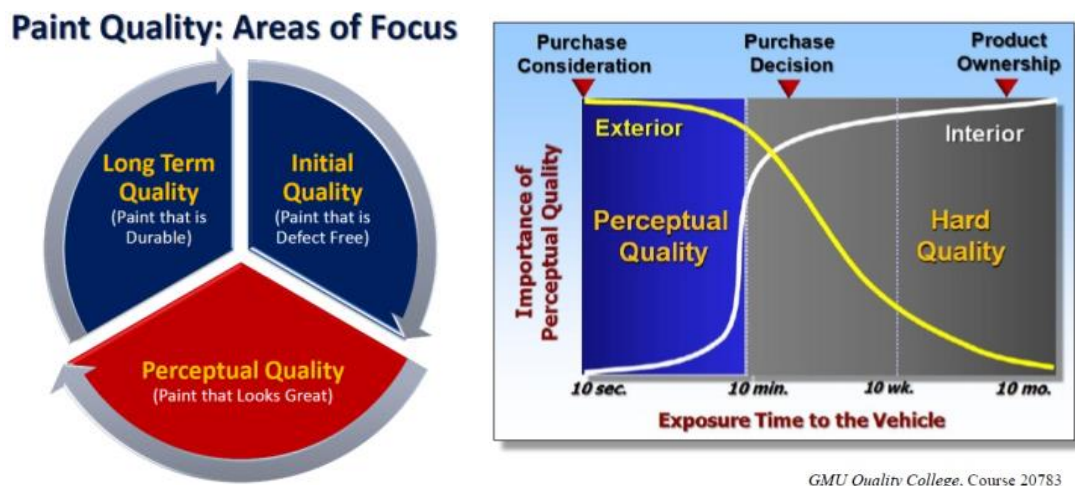 Paint Quality: Areas of Focus
Long Term
Quality
(Paint that is
Durable)
Initial
Quality
(Paint that is
Defect Free)
Perceptual Quality
(Paint that Looks Great)
Purchase
Consideration
Purchase
Decision
Product
Ownership
Importance of
Perceptual Quality
Exterior
Interior
Perceptual
Quality
Hard
Quality
10 sec.
10 min.
10 wk.
10 mo.
Exposure Time to the Vehicle
GMU Quality College, Course 20783